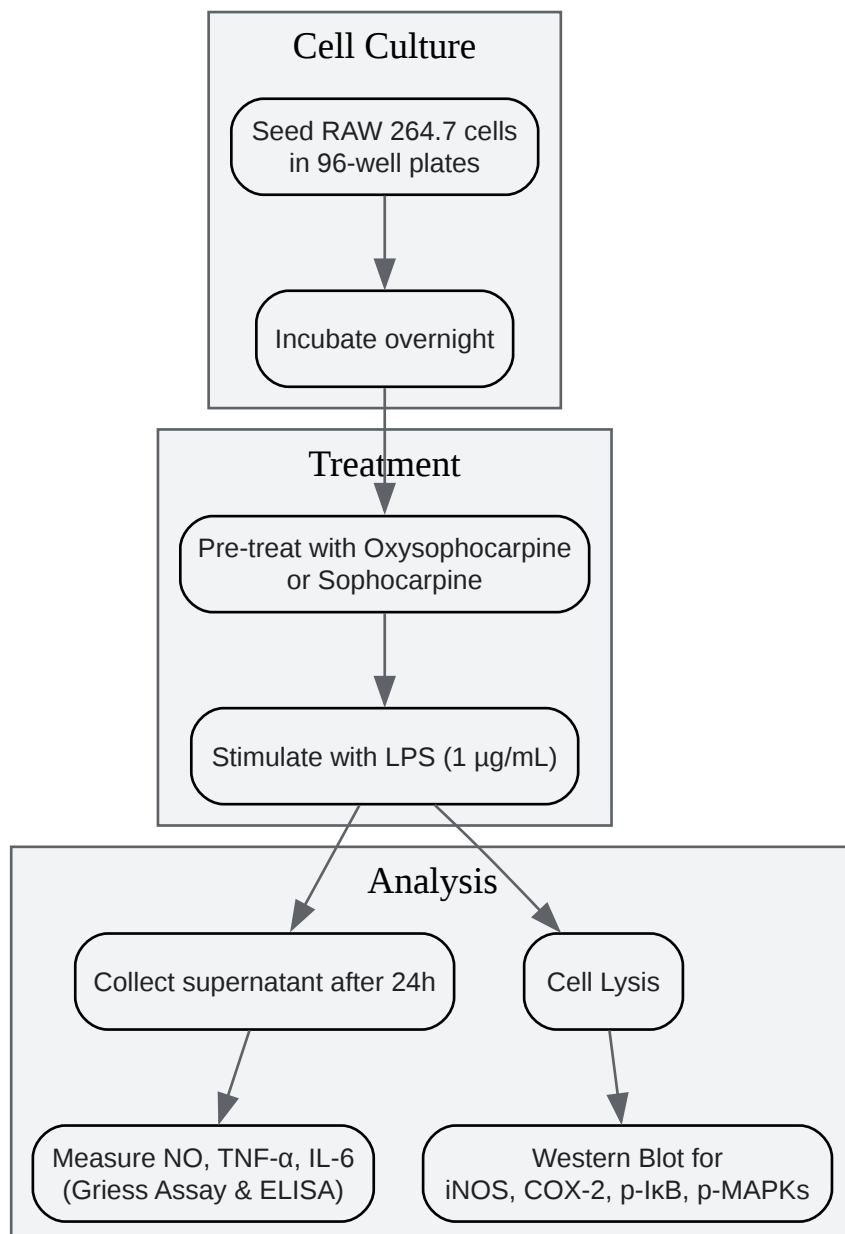 Cell Culture
Seed RAW 264.7 cells
in 96-well plates
Incubate overnight
Treatment
Pre-treat with Oxysophocarpine
or Sophocarpine
Stimulate with LPS (1 µg/mL)
Analysis
Collect supernatant after 24h
Cell Lysis
Measure NO, TNF-α, IL-6
(Griess Assay & ELISA)
Western Blot for
iNOS, COX-2, p-IκB, p-MAPKs